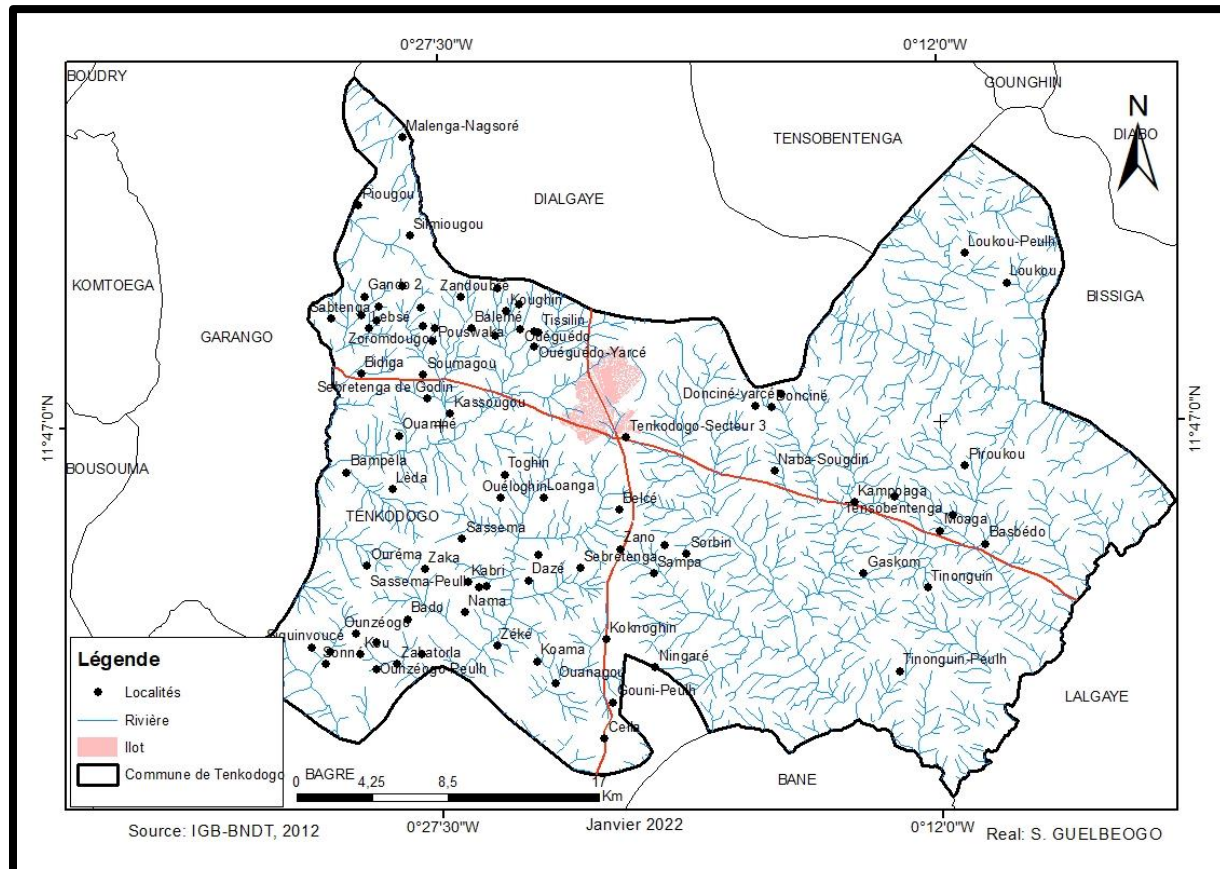 0°27'30"W
0°12'0"W
BOUDRY
GOUNGHIN
N
Malenga-Nagsoré
TENSOBENTENGA
DIABO
Piougou
DIALGAYE
Silmiougou
Loukou-Peulh
KOMTOEGA
Gando 2
Zandoubré
Loukou
BISSIGA
Sabtenga
Koughin
Lebsé
Balemé
Tissilin
GARANGO
Zoromdougou
Pouswaka
Ouéguédo
Ouéguédo-Yarcé
Bidiga
Soumagou
Sebretenga de Godin
Donciné-yarcé
Donciné
Kassougou
11°47'0"N
11°47'0"N
Ouamné
Tenkodogo-Secteur 3
BOUSOUMA
Bampéla
Toghin
Naba-Sougdin
Piroukou
Léda
Ouéloghin
Loanga
Belcé
Kampoaga
Tensobentenga
TENKODOGO
Moaga
Sassema
Zano
Basbédo
Ouréma
Zaka
Sebretenga
Sorbin
Sassema-Peulh
Kabri
Dazé
Sampa
Gaskom
Tinonguin
Bado
Nama
Ounzéogo
Koknoghin
Zéké
Sonné
Kou
Zabatorla
Koama
Ningaré
Ounzéogo-Peulh
Ouanagou
Tinonguin-Peulh
Gouni-Peulh
LALGAYE
Cella
BANE
Légende
Localités
Rivière
Ilot
Commune de Tenkodogo
BAGRE
0 4,25 8,5 17
Km
0°27'30"W
0°12'0"W
Source: IGB-BNDT, 2012
Janvier 2022
Real: S. GUELBEOGO